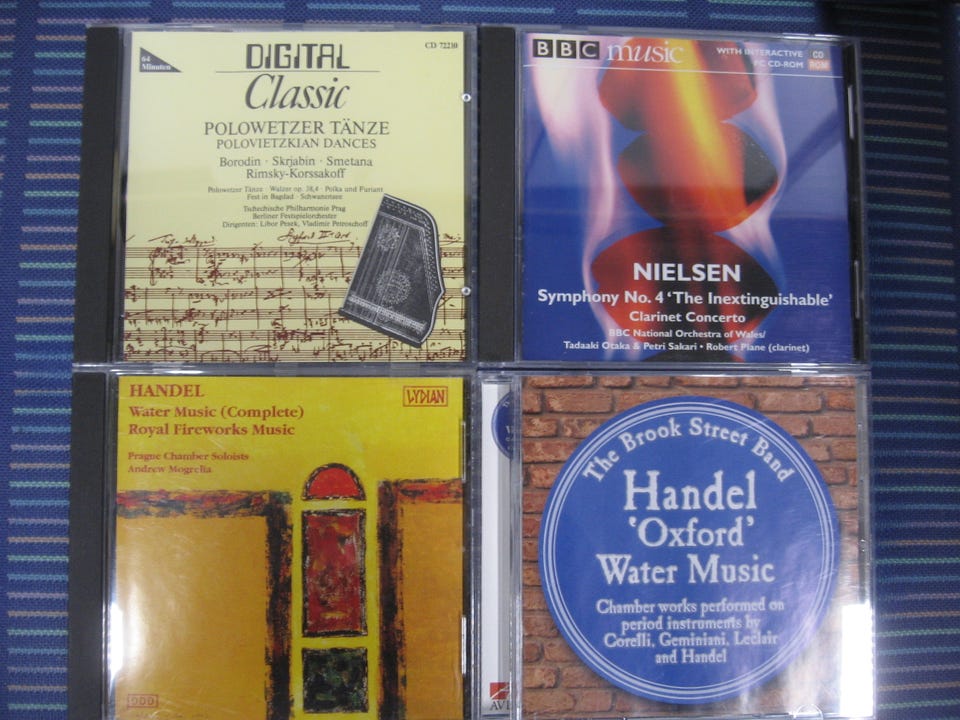 64
Minuten
DIGITAL
CD 72210
Classic
POLOWETZER TÄNZE
POLOVIETZKIAN DANCES
Borodin · Skrjabin · Smetana
Rimsky-Korssakoff
Polowetzer Tänze · Walzer op. 38,4 · Polka und Furiant
Fest in Bagdad · Schwanensee
Tschechische Philharmonie Prag
Berliner Festspielorchester
Dirigenten: Libor Pesek, Vladimir Petroschoff
BBC music
WITH INTERACTIVE
PC CD-ROM
CD
ROM
NIELSEN
Symphony No. 4 'The Inextinguishable'
Clarinet Concerto
BBC National Orchestra of Wales/
Tadaaki Otaka & Petri Sakari • Robert Plane (clarinet)
HANDEL
LYDIAN
Water Music (Complete)
Royal Fireworks Music
Prague Chamber Soloists
Andrew Mogrelia
DDD
The Brook Street Band
Handel
'Oxford'
Water Music
Chamber works performed on
period instruments by
Corelli, Geminiani, Leclair
and Handel